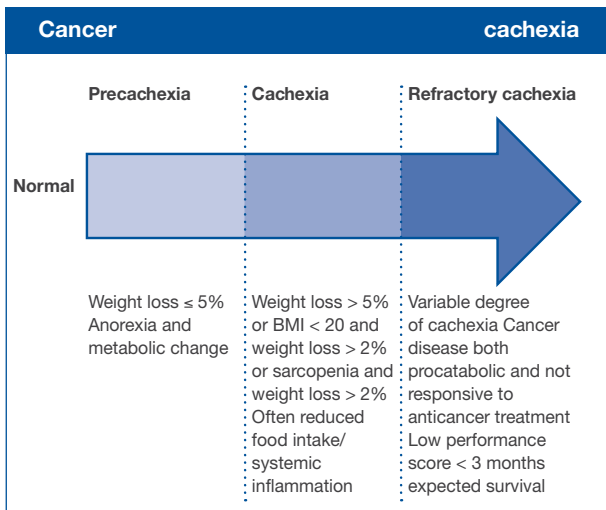 Cancer cachexia
Precachexia
Cachexia
Refractory cachexia
Normal
Weight loss ≤ 5%
Anorexia and
metabolic change
Weight loss > 5%
or BMI < 20 and
weight loss > 2%
or sarcopenia and
weight loss > 2%
Often reduced
food intake/
systemic
inflammation
Variable degree
of cachexia Cancer
disease both
procatabolic and not
responsive to
anticancer treatment
Low performance
score < 3 months
expected survival